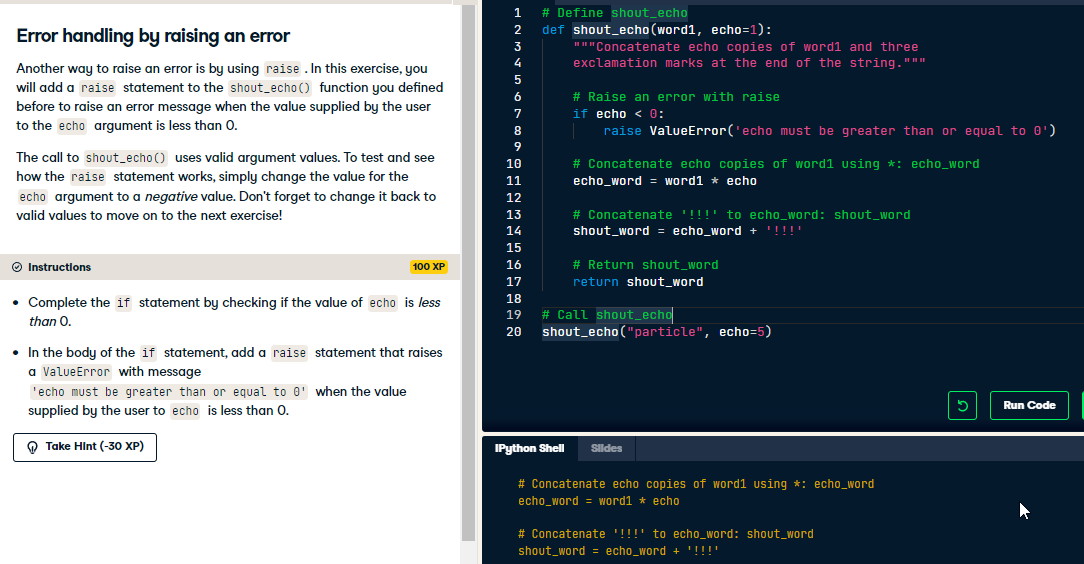 Error handling by raising an error
Another way to raise an error is by using raise . In this exercise, you
will add a raise statement to the shout_echo() function you defined
before to raise an error message when the value supplied by the user
to the echo argument is less than 0.
The call to shout_echo() uses valid argument values. To test and see
how the raise statement works, simply change the value for the
echo argument to a negative value. Don't forget to change it back to
valid values to move on to the next exercise!
Instructions
100 XP
Complete the if statement by checking if the value of echo is less
than 0.
In the body of the if statement, add a raise statement that raises
a ValueError with message
'echo must be greater than or equal to 0' when the value
supplied by the user to echo is less than 0.
Take Hint (-30 XP)
1 # Define shout_echo
2 def shout_echo(word1, echo=1):
3 """Concatenate echo copies of word1 and three
4 exclamation marks at the end of the string."""
5
6 # Raise an error with raise
7 if echo < 0:
8 raise ValueError('echo must be greater than or equal to 0')
9
10 # Concatenate echo copies of word1 using *: echo_word
11 echo_word = word1 * echo
12
13 # Concatenate '!!!' to echo_word: shout_word
14 shout_word = echo_word + '!!!'
15
16 # Return shout_word
17 return shout_word
18
19 # Call shout_echo
20 shout_echo("particle", echo=5)
Run Code
IPython Shell
Slides
# Concatenate echo copies of word1 using *: echo_word
echo_word = word1 * echo
# Concatenate '!!!' to echo_word: shout_word
shout_word = echo_word + '!!!'